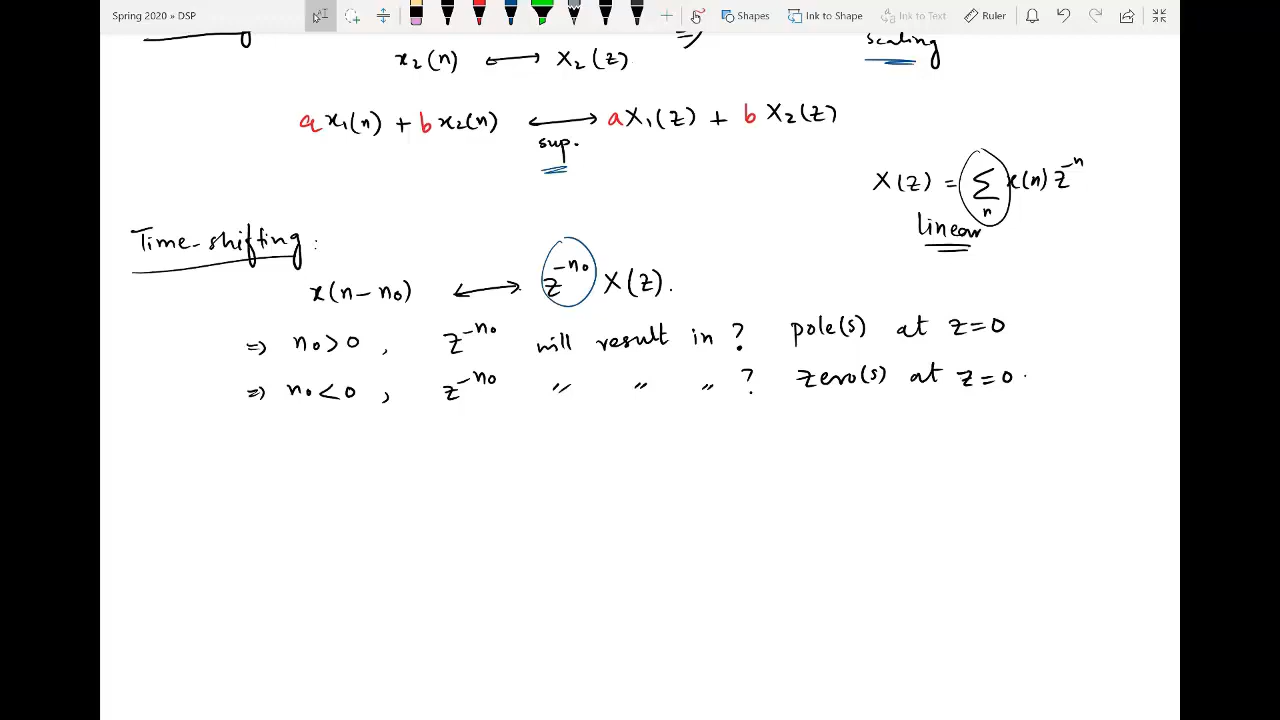 Spring 2020 » DSP
Shapes
Ink to Shape
Ink to Text
Ruler
scaling
x₂(n) ⟷ X₂(z)
a x₁(n) + b x₂(n) ⟷ a X₁(z) + b X₂(z)
sup.
X(z) = ∑ x(n) z⁻ⁿ
n
linear
Time-shifting:
x(n-n₀) ⟷ z^{-n₀} X(z).
⇒ n₀ > 0, z^{-n₀} will result in ? pole(s) at z=0
⇒ n₀ < 0, z^{-n₀} " " " ? zero(s) at z=0.